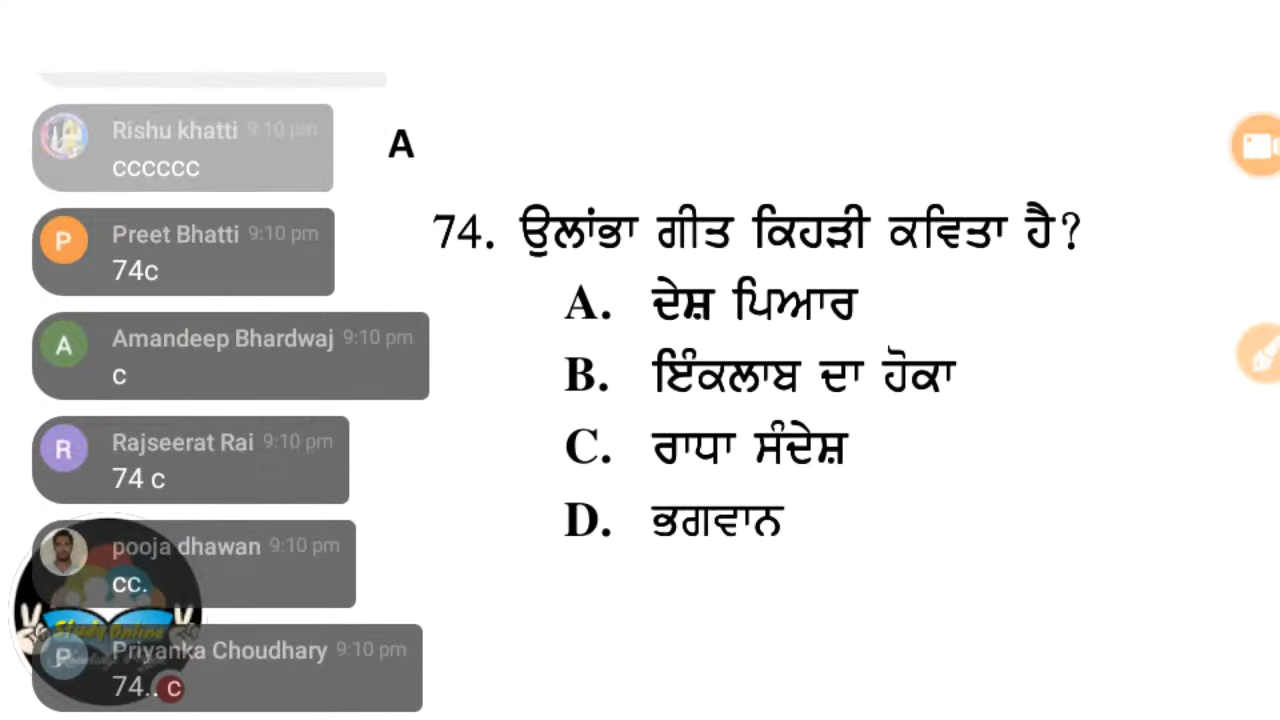 Rishu khatti 9:10 pm
cccccc
A
Preet Bhatti 9:10 pm
74c
Amandeep Bhardwaj 9:10 pm
c
Rajseerat Rai 9:10 pm
74 c
pooja dhawan 9:10 pm
cc.
Study Online
Priyanka Choudhary 9:10 pm
74.. c
74. ਉਲਾਂਭਾ ਗੀਤ ਕਿਹੜੀ ਕਵਿਤਾ ਹੈ?
A. ਦੇਸ਼ ਪਿਆਰ
B. ਇੰਕਲਾਬ ਦਾ ਹੋਕਾ
C. ਰਾਧਾ ਸੰਦੇਸ਼
D. ਭਗਵਾਨ